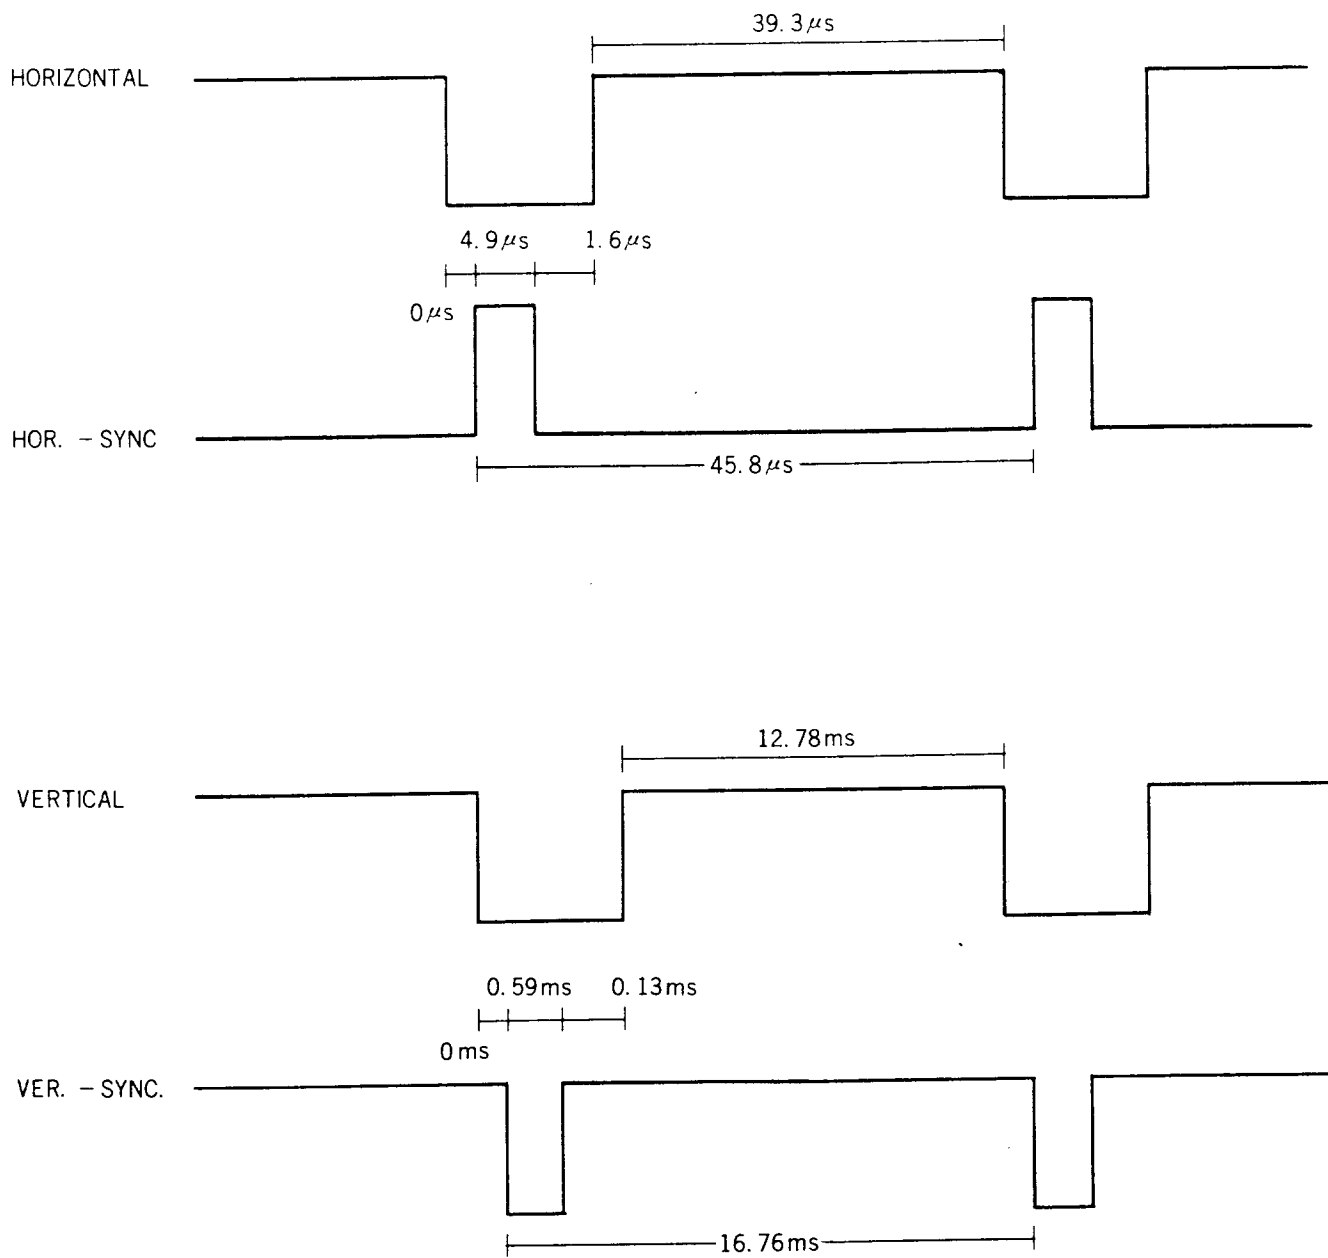 39.3μs
HORIZONTAL
4.9μs 1.6μs
0μs
HOR. – SYNC
45.8μs
12.78ms
VERTICAL
0.59ms 0.13ms
0ms
VER. – SYNC.
16.76ms